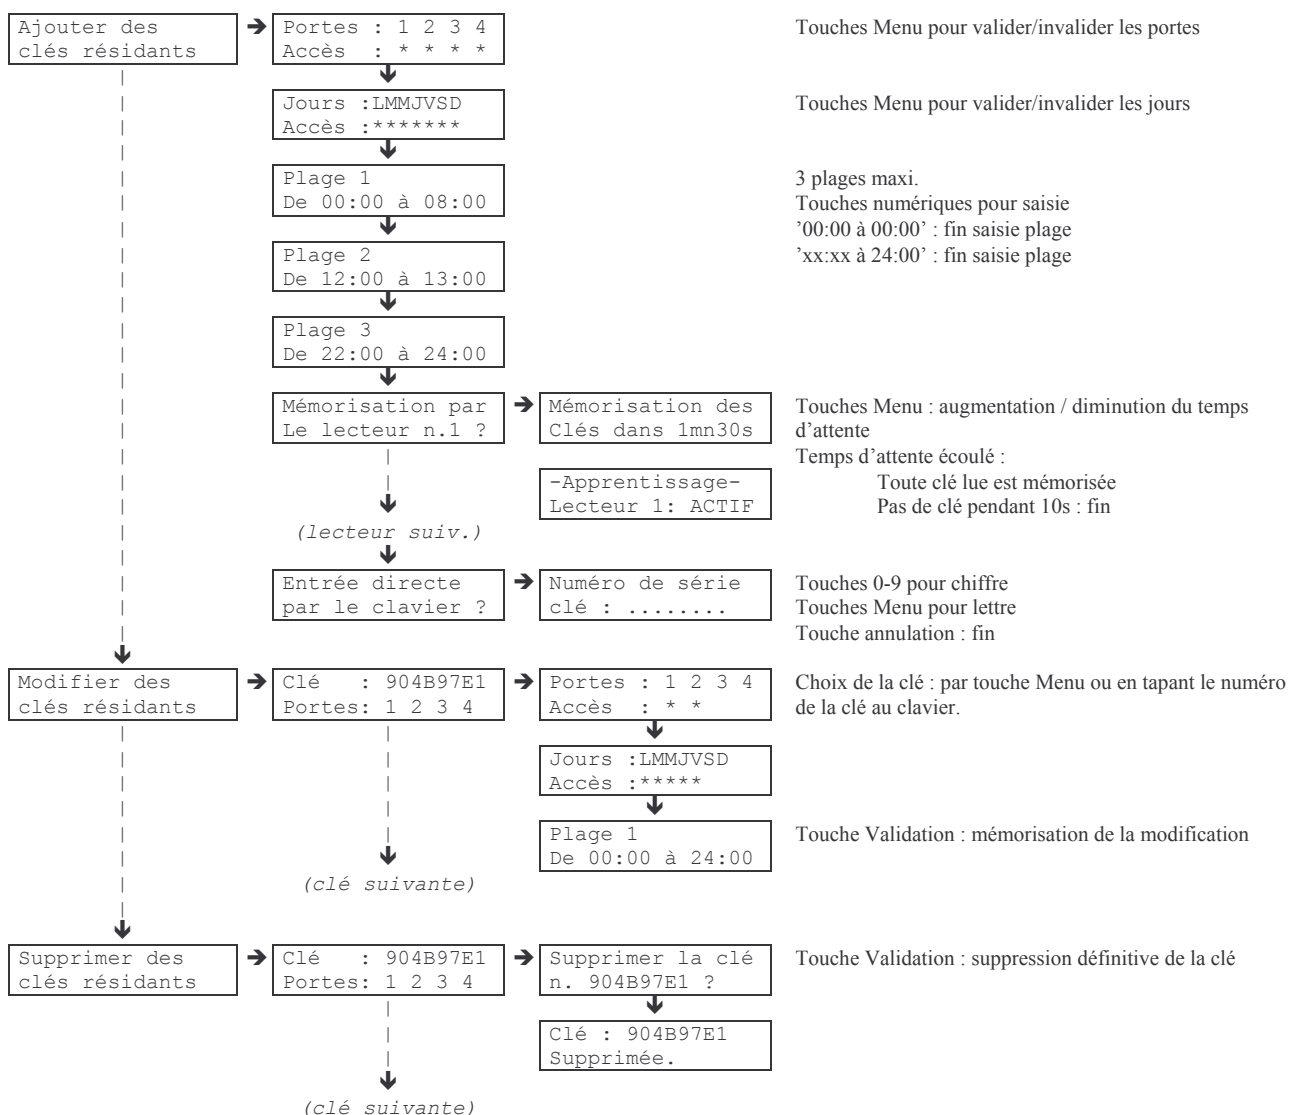 Ajouter des
clés résidants
Portes : 1 2 3 4
Accès : * * * *
Touches Menu pour valider/invalider les portes
Jours :LMMJVSD
Accès :*******
Touches Menu pour valider/invalider les jours
Plage 1
De 00:00 à 08:00
3 plages maxi.
Touches numériques pour saisie
’00:00 à 00:00’ : fin saisie plage
’xx:xx à 24:00’ : fin saisie plage
Plage 2
De 12:00 à 13:00
Plage 3
De 22:00 à 24:00
Mémorisation par
Le lecteur n.1 ?
Mémorisation des
Clés dans 1mn30s
Touches Menu : augmentation / diminution du temps
d’attente
Temps d’attente écoulé :
Toute clé lue est mémorisée
Pas de clé pendant 10s : fin
-Apprentissage-
Lecteur 1: ACTIF
(lecteur suiv.)
Entrée directe
par le clavier ?
Numéro de série
clé : ........
Touches 0-9 pour chiffre
Touches Menu pour lettre
Touche annulation : fin
Modifier des
clés résidants
Clé : 904B97E1
Portes: 1 2 3 4
Portes : 1 2 3 4
Accès : * *
Choix de la clé : par touche Menu ou en tapant le numéro
de la clé au clavier.
Jours :LMMJVSD
Accès :*****
Plage 1
De 00:00 à 24:00
Touche Validation : mémorisation de la modification
(clé suivante)
Supprimer des
clés résidants
Clé : 904B97E1
Portes: 1 2 3 4
Supprimer la clé
n. 904B97E1 ?
Touche Validation : suppression définitive de la clé
Clé : 904B97E1
Supprimée.
(clé suivante)